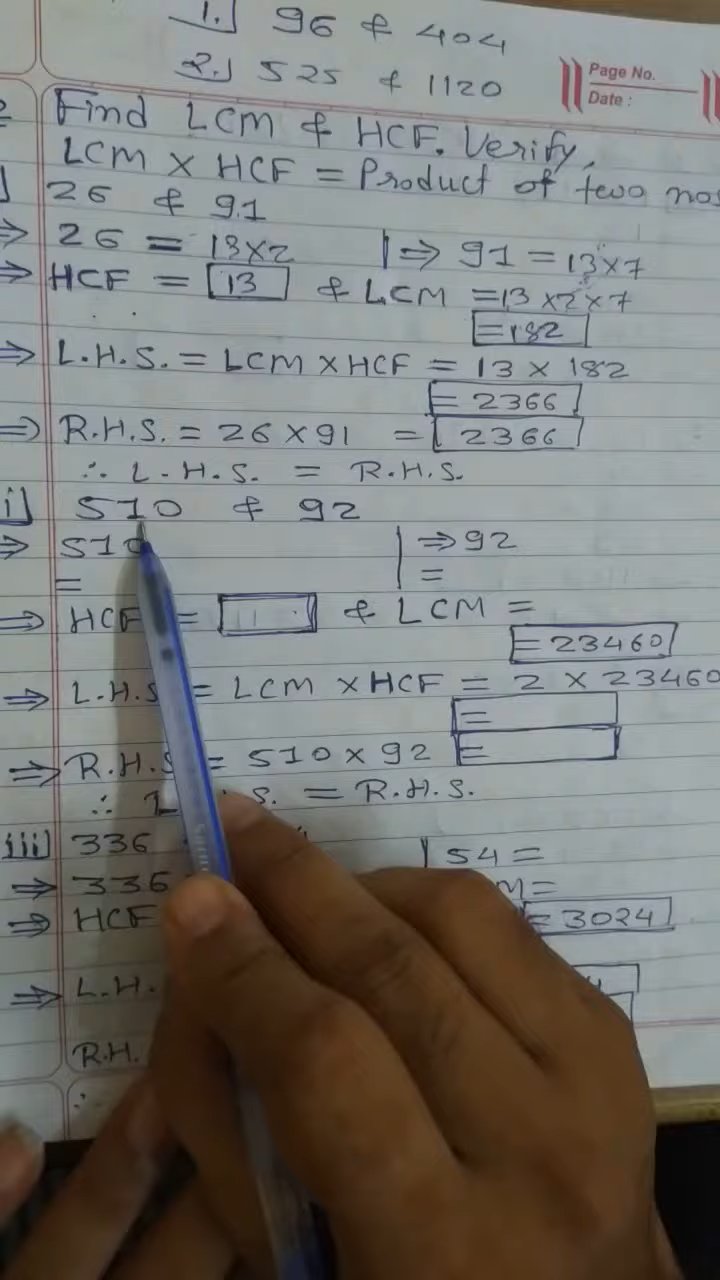 1.] 96 & 404
2.] 525 & 1120
Page No.
Date :
Find LCM & HCF. Verify,
LCM × HCF = Product of two nos
26 & 91
⇒ 26 = 13×2 | ⇒ 91 = 13×7
⇒ HCF = 13 & LCM = 13 ×2×7
= 182
⇒ L.H.S. = LCM × HCF = 13 × 182
= 2366
⇒ R.H.S. = 26 × 91 = 2366
∴ L.H.S. = R.H.S.
i] 510 & 92
⇒ 510 | ⇒ 92
= | =
⇒ HCF = & LCM =
= 23460
⇒ L.H.S = LCM × HCF = 2 × 23460
=
⇒ R.H.S = 510 × 92 =
∴ L S. = R.H.S.
iii] 336 | 54 =
⇒ 336 M =
⇒ HCF = 3024
⇒ L.H.
R.H.
∴